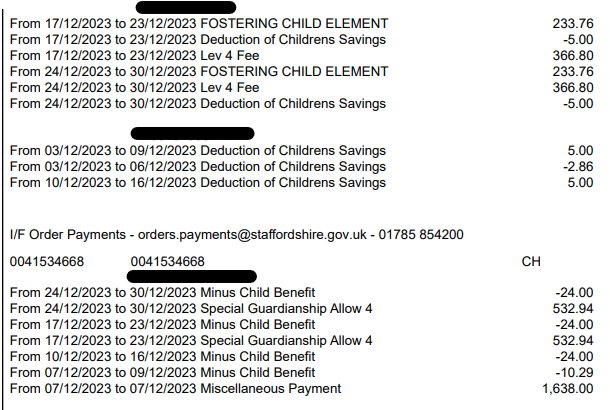 From 17/12/2023 to 23/12/2023 FOSTERING CHILD ELEMENT 233.76
From 17/12/2023 to 23/12/2023 Deduction of Childrens Savings -5.00
From 17/12/2023 to 23/12/2023 Lev 4 Fee 366.80
From 24/12/2023 to 30/12/2023 FOSTERING CHILD ELEMENT 233.76
From 24/12/2023 to 30/12/2023 Lev 4 Fee 366.80
From 24/12/2023 to 30/12/2023 Deduction of Childrens Savings -5.00
From 03/12/2023 to 09/12/2023 Deduction of Childrens Savings 5.00
From 03/12/2023 to 06/12/2023 Deduction of Childrens Savings -2.86
From 10/12/2023 to 16/12/2023 Deduction of Childrens Savings 5.00
I/F Order Payments - orders.payments@staffordshire.gov.uk - 01785 854200
0041534668 0041534668 CH
From 24/12/2023 to 30/12/2023 Minus Child Benefit -24.00
From 24/12/2023 to 30/12/2023 Special Guardianship Allow 4 532.94
From 17/12/2023 to 23/12/2023 Minus Child Benefit -24.00
From 17/12/2023 to 23/12/2023 Special Guardianship Allow 4 532.94
From 10/12/2023 to 16/12/2023 Minus Child Benefit -24.00
From 07/12/2023 to 09/12/2023 Minus Child Benefit -10.29
From 07/12/2023 to 07/12/2023 Miscellaneous Payment 1,638.00